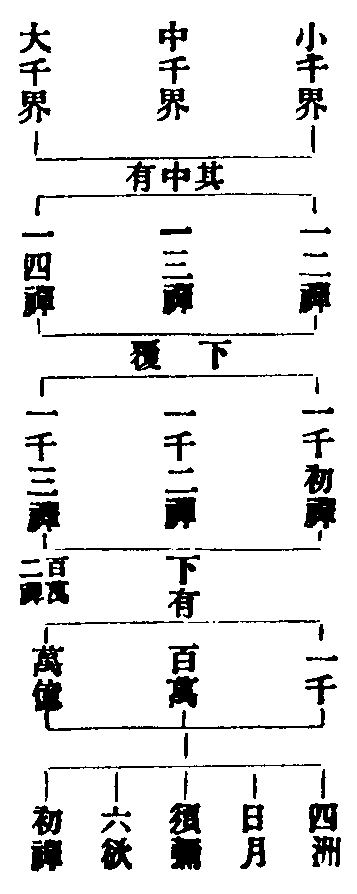 小千界
中千界
大千界
其中有
一二禪
一三禪
一四禪
下覆
一千初禪
一千二禪
一千三禪
百萬二禪
下有
一千
百萬
萬億
四洲
日月
須彌
六欲
初禪